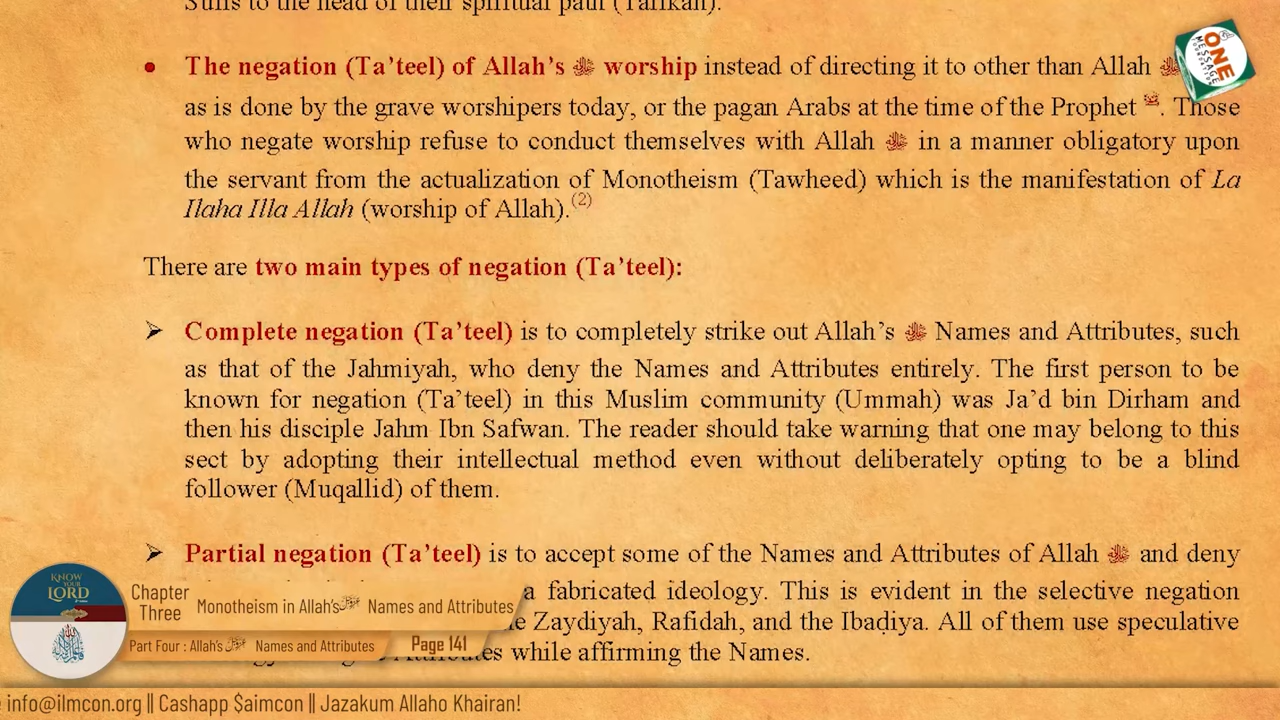 Sufis to the head of their spiritual path (Tarikah).
• The negation (Ta’teel) of Allah’s ﷻ worship instead of directing it to other than Allah ﷻ
as is done by the grave worshipers today, or the pagan Arabs at the time of the Prophet ﷺ. Those
who negate worship refuse to conduct themselves with Allah ﷻ in a manner obligatory upon
the servant from the actualization of Monotheism (Tawheed) which is the manifestation of La
Ilaha Illa Allah (worship of Allah).(2)
There are two main types of negation (Ta’teel):
➢ Complete negation (Ta’teel) is to completely strike out Allah’s ﷻ Names and Attributes, such
as that of the Jahmiyah, who deny the Names and Attributes entirely. The first person to be
known for negation (Ta’teel) in this Muslim community (Ummah) was Ja’d bin Dirham and
then his disciple Jahm Ibn Safwan. The reader should take warning that one may belong to this
sect by adopting their intellectual method even without deliberately opting to be a blind
follower (Muqallid) of them.
➢ Partial negation (Ta’teel) is to accept some of the Names and Attributes of Allah ﷻ and deny
a fabricated ideology. This is evident in the selective negation
Zaydiyah, Rafidah, and the Ibaḍiya. All of them use speculative
while affirming the Names.
ONE
MESSAGE
FOUNDATION
KNOW
YOUR
LORD
Chapter
Three
Monotheism in Allah’s ﷻ Names and Attributes
Part Four : Allah’s ﷻ Names and Attributes
Page 141
info@ilmcon.org || Cashapp $aimcon || Jazakum Allaho Khairan!